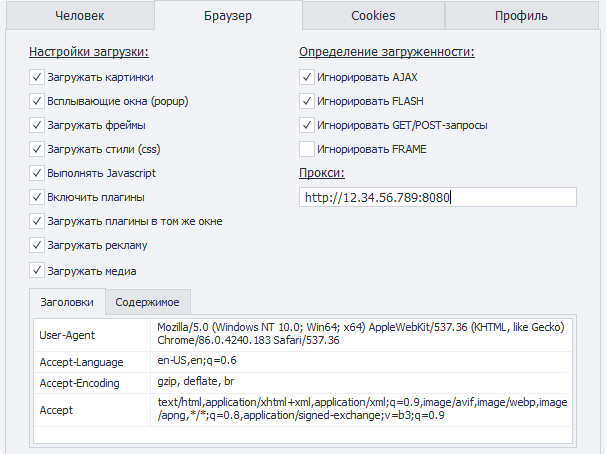 Человек Браузер Cookies Профиль
Настройки загрузки:
Загружать картинки
Всплывающие окна (popup)
Загружать фреймы
Загружать стили (css)
Выполнять Javascript
Включить плагины
Загружать плагины в том же окне
Загружать рекламу
Загружать медиа
Определение загруженности:
Игнорировать AJAX
Игнорировать FLASH
Игнорировать GET/POST-запросы
Игнорировать FRAME
Прокси:
http://12.34.56.789:8080
Заголовки Содержимое
User-Agent
Mozilla/5.0 (Windows NT 10.0; Win64; x64) AppleWebKit/537.36 (KHTML, like Gecko)
Chrome/86.0.4240.183 Safari/537.36
Accept-Language en-US,en;q=0.6
Accept-Encoding gzip, deflate, br
Accept
text/html,application/xhtml+xml,application/xml;q=0.9,image/avif,image/webp,image
/apng,*/*;q=0.8,application/signed-exchange;v=b3;q=0.9